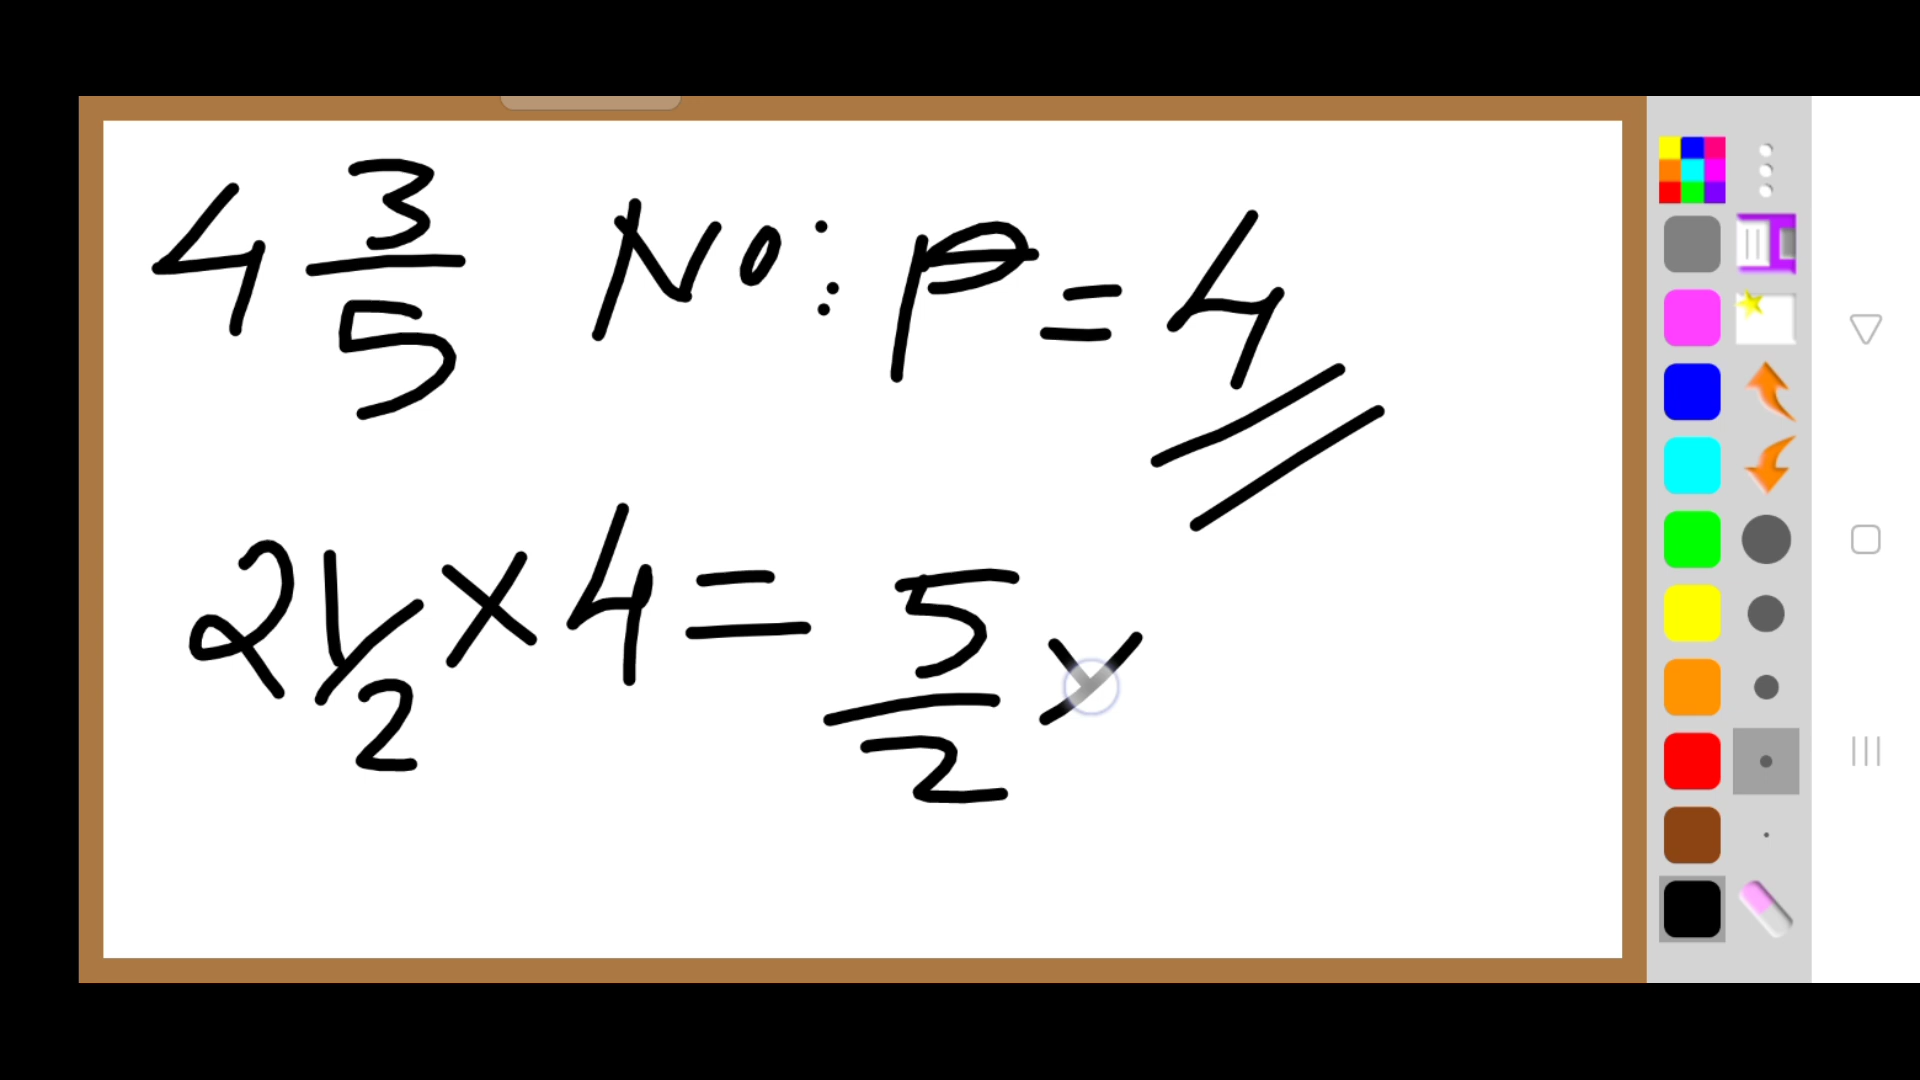 4 3/5 No: P = 4
2 1/2 × 4 = 5/2 ×